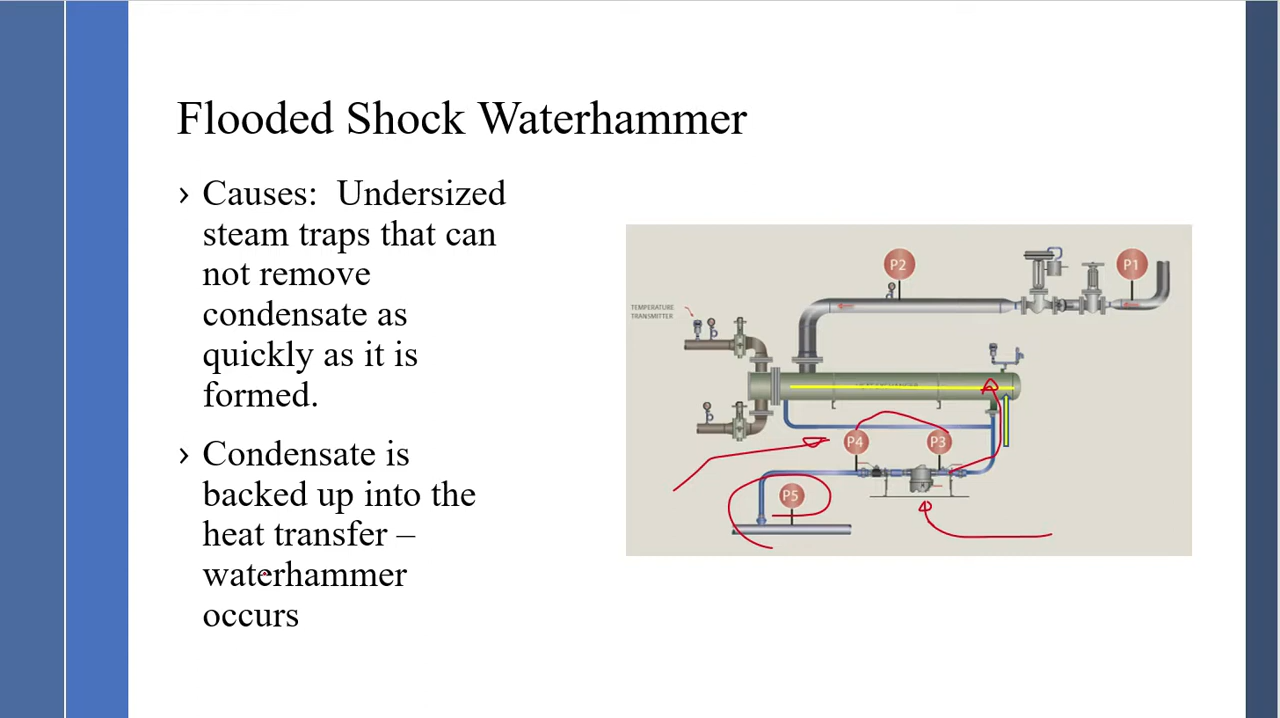 Flooded Shock Waterhammer
› Causes:  Undersized
steam traps that can
not remove
condensate as
quickly as it is
formed.
› Condensate is
backed up into the
heat transfer –
waterhammer
occurs
P2
P1
TEMPERATURE
TRANSMITTER
P4
P3
P5